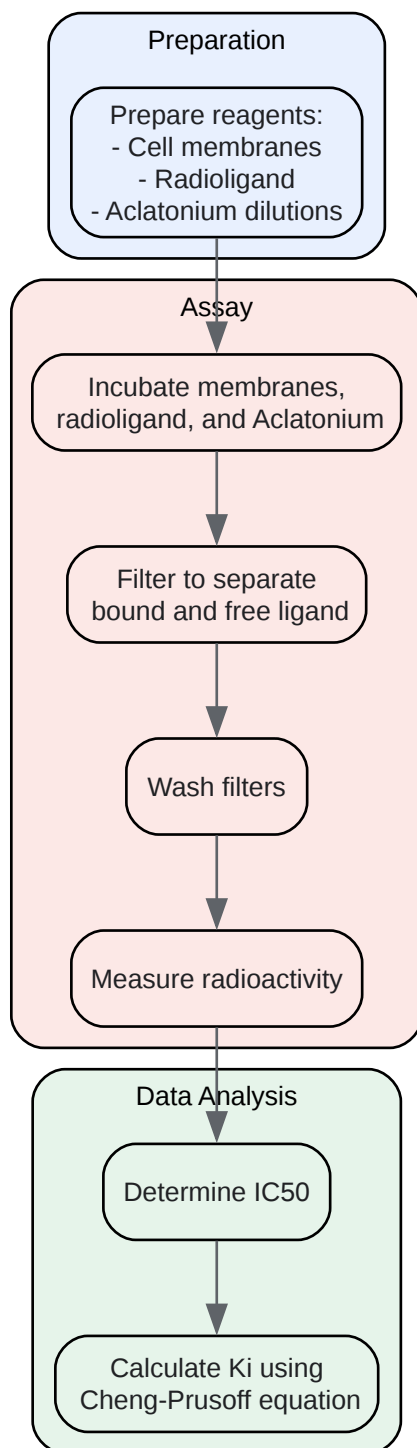 Preparation
Prepare reagents:
- Cell membranes
- Radioligand
- Aclatonium dilutions
Assay
Incubate membranes,
radioligand, and Aclatonium
Filter to separate
bound and free ligand
Wash filters
Measure radioactivity
Data Analysis
Determine IC50
Calculate Ki using
Cheng-Prusoff equation